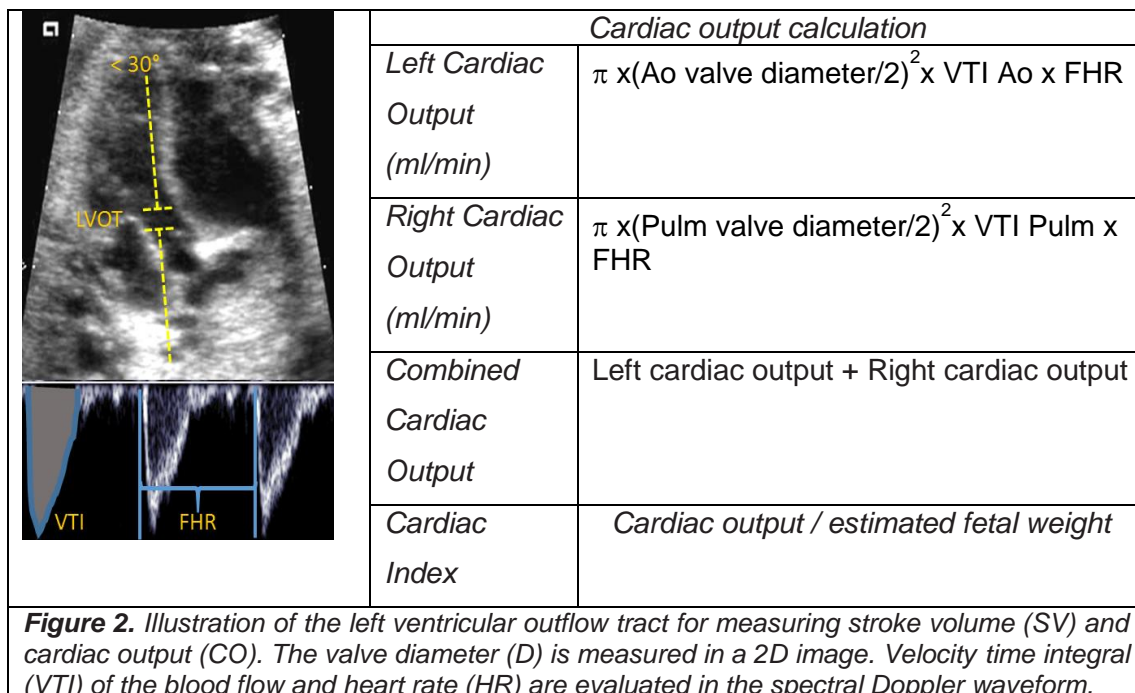 < 30°
LVOT
VTI
FHR
Cardiac output calculation
Left Cardiac
Output
(ml/min)
π x(Ao valve diameter/2)² x VTI Ao x FHR
Right Cardiac
Output
(ml/min)
π x(Pulm valve diameter/2)² x VTI Pulm x
FHR
Combined
Cardiac
Output
Left cardiac output + Right cardiac output
Cardiac
Index
Cardiac output / estimated fetal weight
Figure 2. Illustration of the left ventricular outflow tract for measuring stroke volume (SV) and
cardiac output (CO). The valve diameter (D) is measured in a 2D image. Velocity time integral
(VTI) of the blood flow and heart rate (HR) are evaluated in the spectral Doppler waveform.